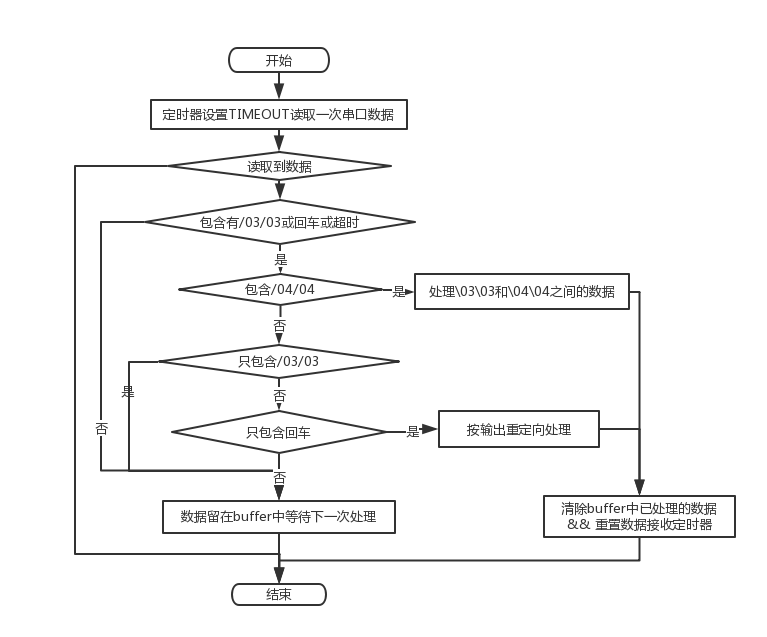 开始
定时器设置TIMEOUT读取一次串口数据
读取到数据
包含有/03/03或回车或超时
是
包含/04/04
是
处理\03\03和\04\04之间的数据
否
只包含/03/03
是
否
否
只包含回车
是
按输出重定向处理
否
数据留在buffer中等待下一次处理
清除buffer中已处理的数据
&& 重置数据接收定时器
结束